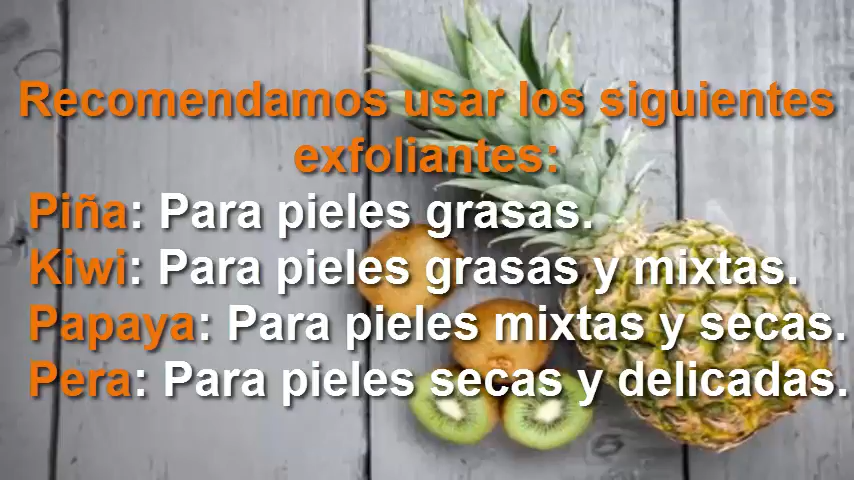 Recomendamos usar los siguientes
exfoliantes:
Piña: Para pieles grasas.
Kiwi: Para pieles grasas y mixtas.
Papaya: Para pieles mixtas y secas.
Pera: Para pieles secas y delicadas.